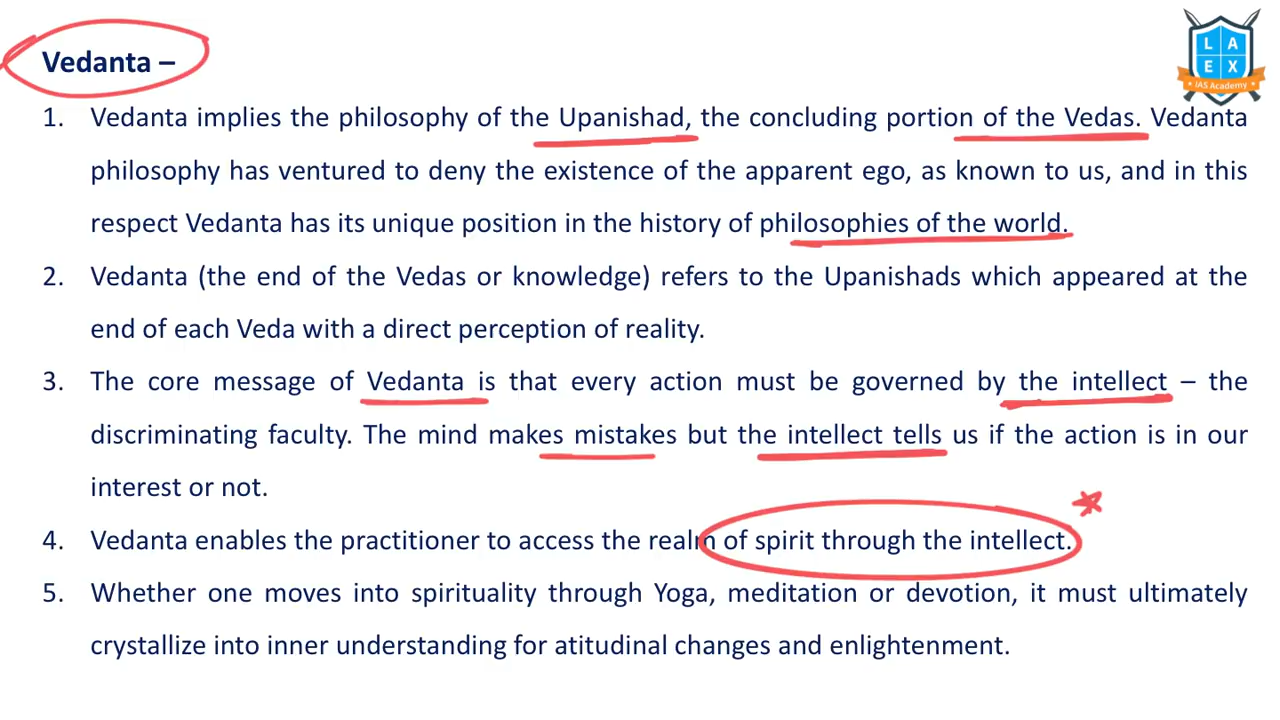 Vedanta –
1. Vedanta implies the philosophy of the Upanishad, the concluding portion of the Vedas. Vedanta
philosophy has ventured to deny the existence of the apparent ego, as known to us, and in this
respect Vedanta has its unique position in the history of philosophies of the world.
2. Vedanta (the end of the Vedas or knowledge) refers to the Upanishads which appeared at the
end of each Veda with a direct perception of reality.
3. The core message of Vedanta is that every action must be governed by the intellect – the
discriminating faculty. The mind makes mistakes but the intellect tells us if the action is in our
interest or not.
4. Vedanta enables the practitioner to access the realm of spirit through the intellect.
5. Whether one moves into spirituality through Yoga, meditation or devotion, it must ultimately
crystallize into inner understanding for atitudinal changes and enlightenment.
L A
E X
IAS Academy